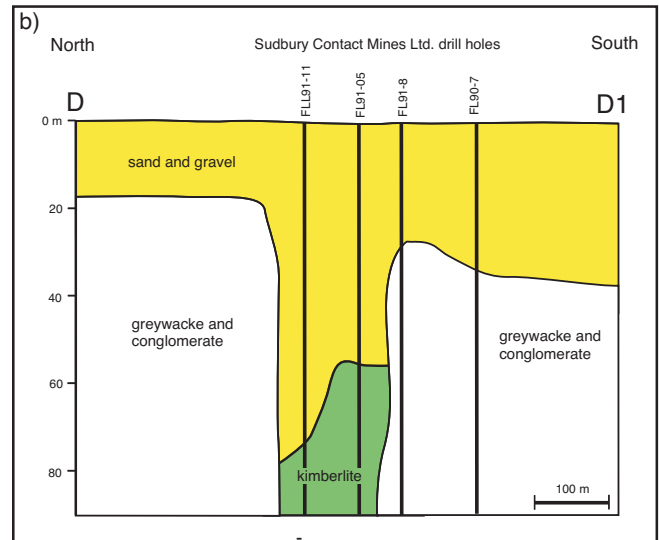 b)
North
Sudbury Contact Mines Ltd. drill holes
South
D
FLL91-11
FL91-05
FL91-8
FL90-7
D1
0 m
sand and gravel
20
40
greywacke and
conglomerate
greywacke and
conglomerate
60
80
kimberlite
100 m